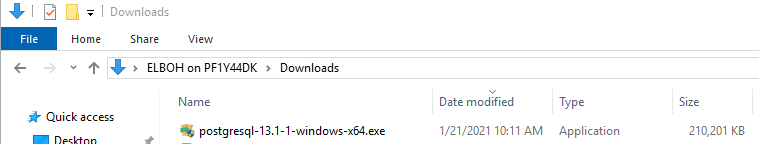 Downloads
File Home Share View
ELBOH on PF1Y44DK Downloads
Name Date modified Type Size
Quick access
postgresql-13.1-1-windows-x64.exe 1/21/2021 10:11 AM Application 210,201 KB
Desktop